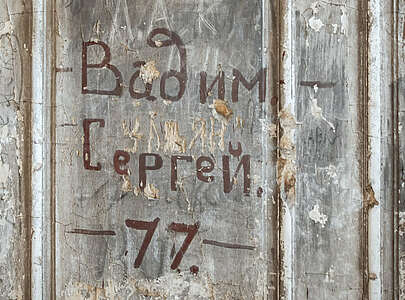 Вадим
Сергей.
— 77. —